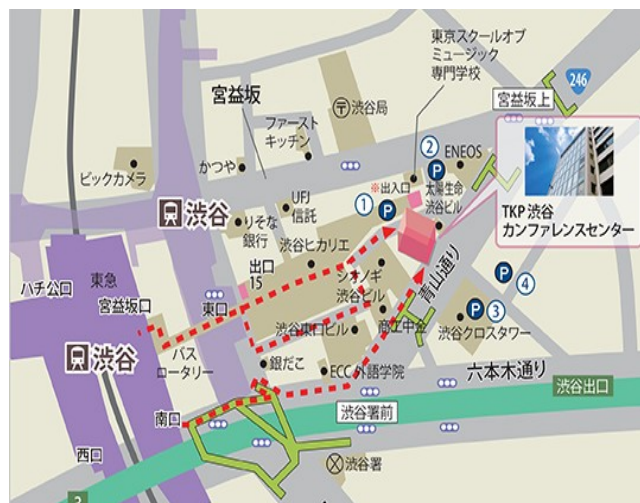 東京スクールオブ
ミュージック
専門学校
246
宮益坂上
宮益坂
〒渋谷局
ファースト
キッチン
ENEOS
ビックカメラ
かつや
②
P
※出入口
太陽生命
渋谷ビル
①
P
UFJ
信託
TKP 渋谷
カンファレンスセンター
渋谷
りそな
銀行
渋谷ヒカリエ
出口
15
ハチ公口
東急
宮益坂口
東口
シオノギ
渋谷ビル
青山通り
P
④
P
③
渋谷
バス
ロータリー
渋谷東口ビル
商工中金
渋谷クロスタワー
銀だこ
ECC 外語学院
六本木通り
渋谷出口
南口
渋谷署前
西口
渋谷署
3